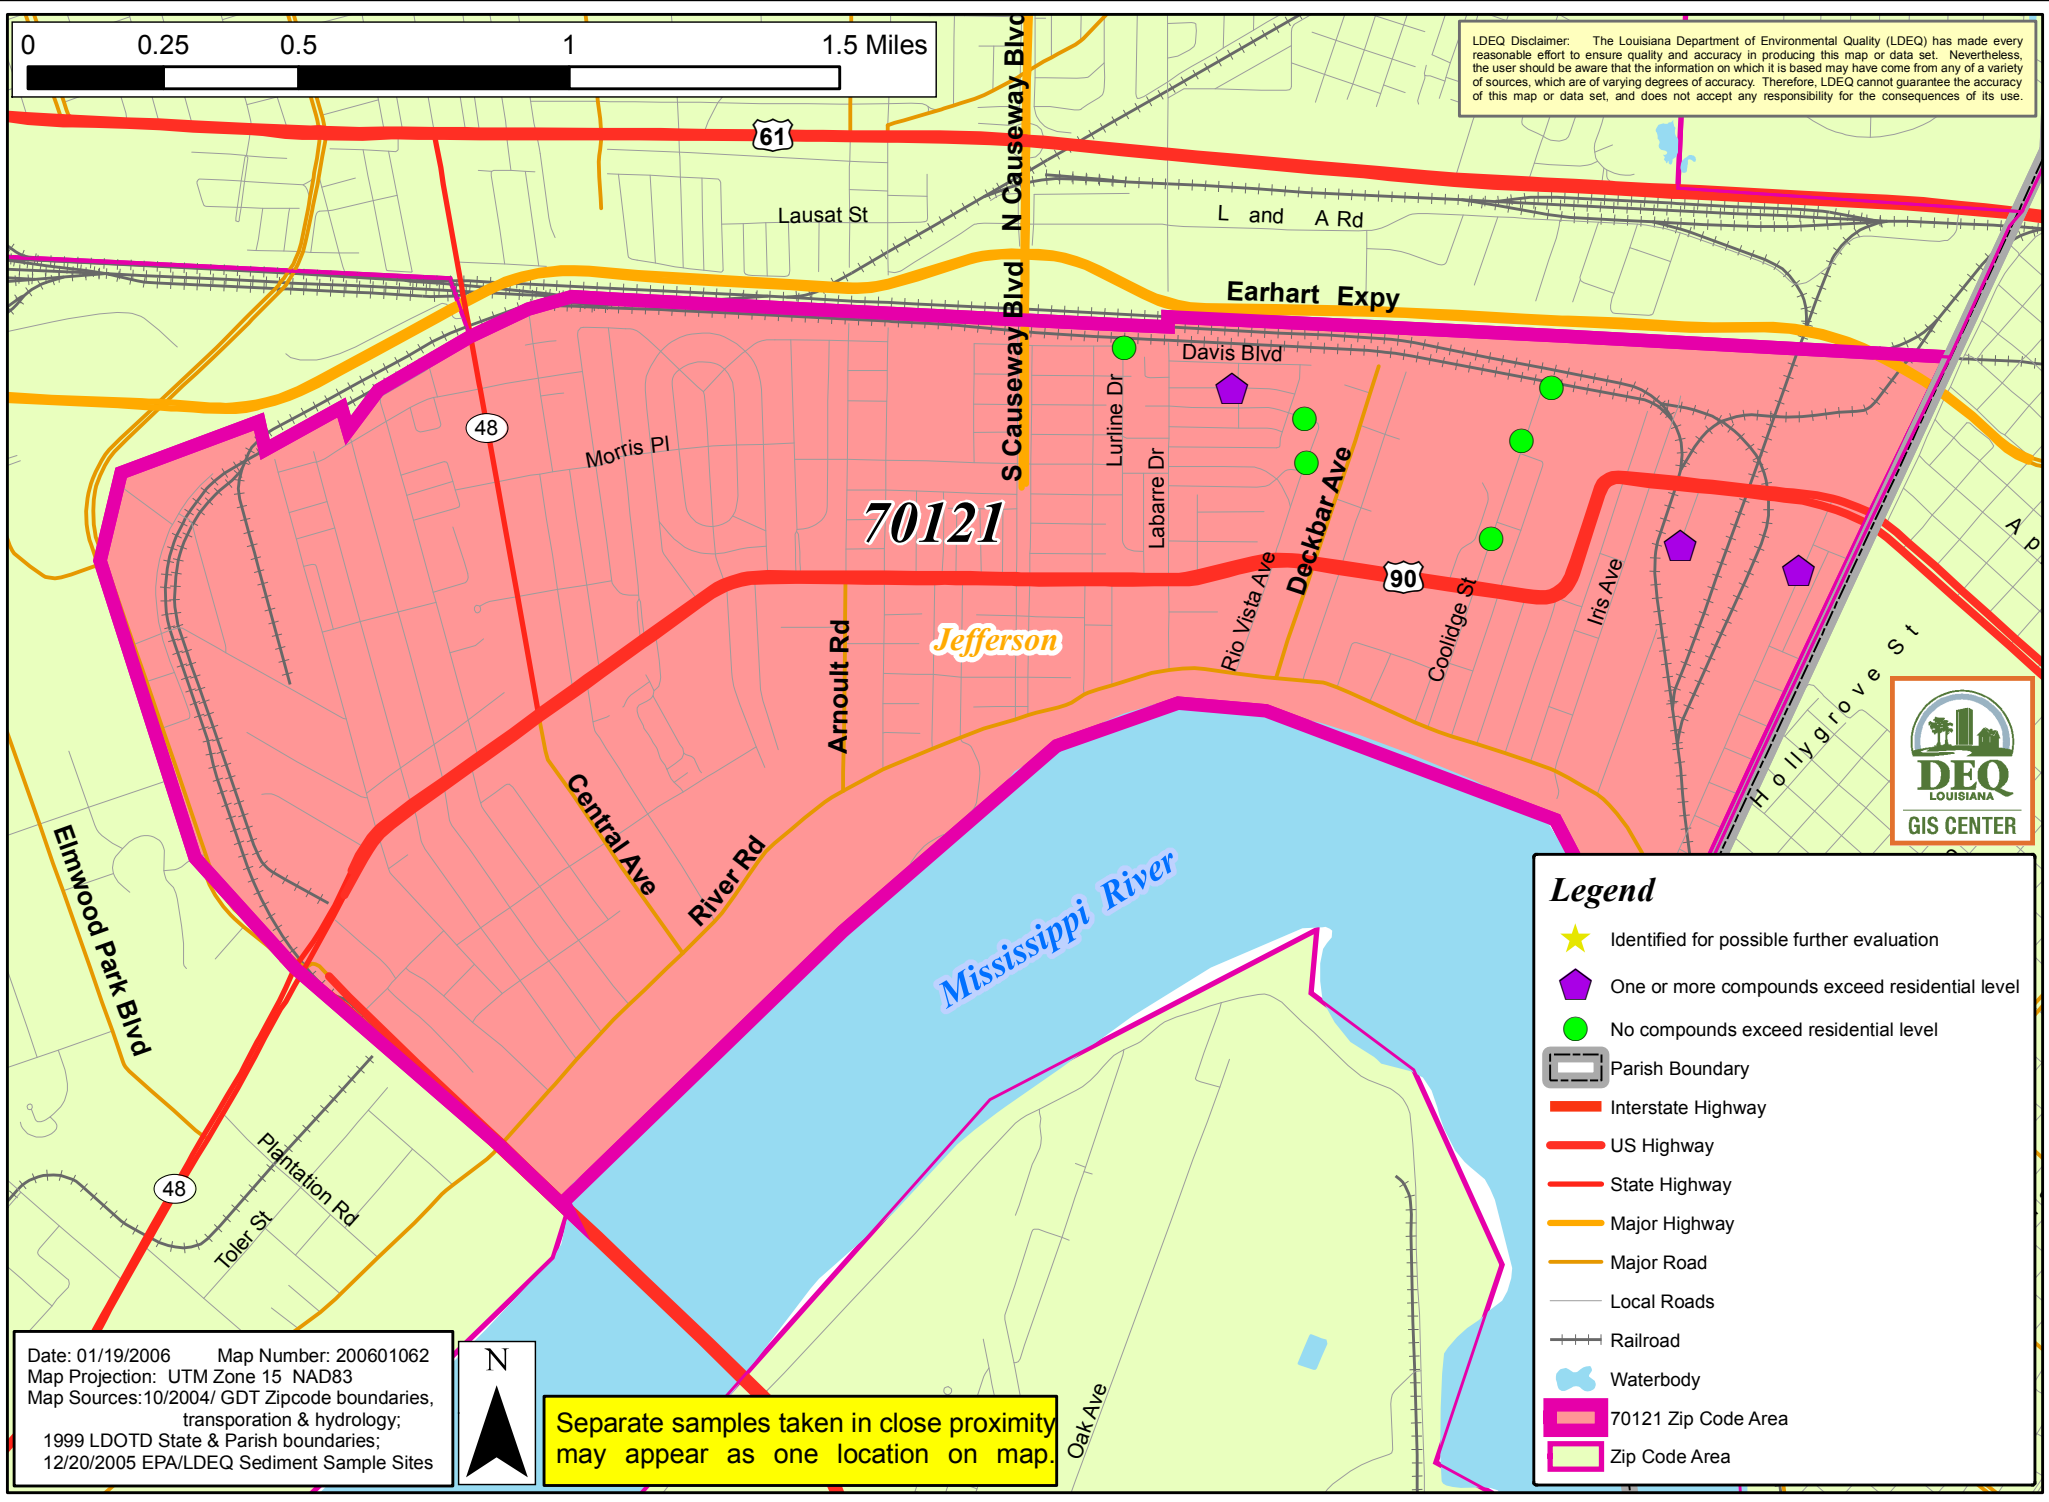 0 0.25 0.5 1 1.5 Miles
LDEQ Disclaimer: The Louisiana Department of Environmental Quality (LDEQ) has made every
reasonable effort to ensure quality and accuracy in producing this map or data set. Nevertheless,
the user should be aware that the information on which it is based may have come from any of a variety
of sources, which are of varying degrees of accuracy. Therefore, LDEQ cannot guarantee the accuracy
of this map or data set, and does not accept any responsibility for the consequences of its use.
N Causeway Blvd
61
Lausat St
L and A Rd
Earhart Expy
S Causeway Blvd
Davis Blvd
Lurline Dr
48
Morris Pl
Labarre Dr
Deckbar Ave
70121
90
Rio Vista Ave
Coolidge St
Iris Ave
Ap
Jefferson
Arnoult Rd
Hollygrove St
DEQ
LOUISIANA
GIS CENTER
Central Ave
River Rd
Elmwood Park Blvd
Mississippi River
Plantation Rd
48
Toler St
Oak Ave
Legend
Identified for possible further evaluation
One or more compounds exceed residential level
No compounds exceed residential level
Parish Boundary
Interstate Highway
US Highway
State Highway
Major Highway
Major Road
Local Roads
Railroad
Waterbody
70121 Zip Code Area
Zip Code Area
Date: 01/19/2006 Map Number: 200601062
Map Projection: UTM Zone 15 NAD83
Map Sources:10/2004/ GDT Zipcode boundaries,
transporation & hydrology;
1999 LDOTD State & Parish boundaries;
12/20/2005 EPA/LDEQ Sediment Sample Sites
N
Separate samples taken in close proximity
may appear as one location on map.